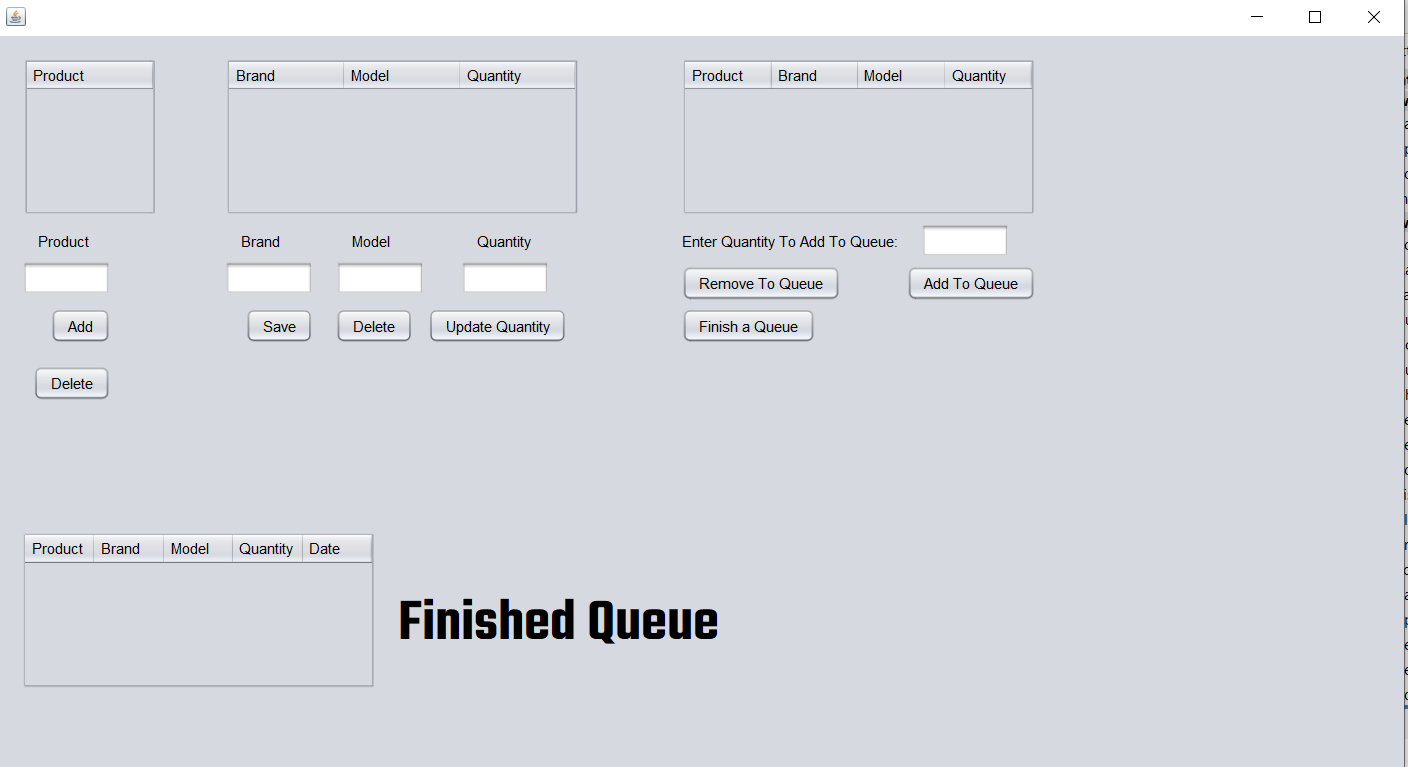 Product
Brand Model Quantity
Product Brand Model Quantity
Product
Brand Model Quantity
Enter Quantity To Add To Queue:
Remove To Queue Add To Queue
Add
Save Delete Update Quantity
Finish a Queue
Delete
Product Brand Model Quantity Date
Finished Queue